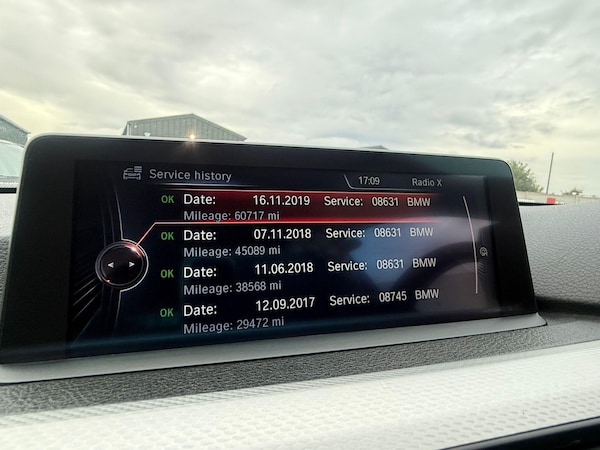 Service history 17:09 Radio X
OK Date: 16.11.2019 Service: 08631 BMW
Mileage: 60717 mi
OK Date: 07.11.2018 Service: 08631 BMW
Mileage: 45089 mi
OK Date: 11.06.2018 Service: 08631 BMW
Mileage: 38568 mi
OK Date: 12.09.2017 Service: 08745 BMW
Mileage: 29472 mi